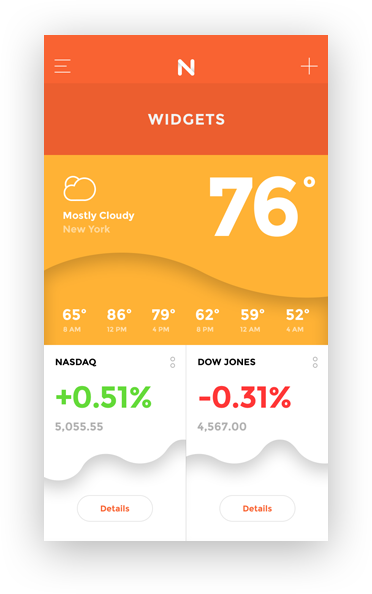 N
WIDGETS
76°
Mostly Cloudy
New York
65° 86° 79° 62° 59° 52°
8 AM 12 PM 4 PM 8 PM 12 AM 4 AM
NASDAQ
+0.51%
5,055.55
Details
DOW JONES
-0.31%
4,567.00
Details